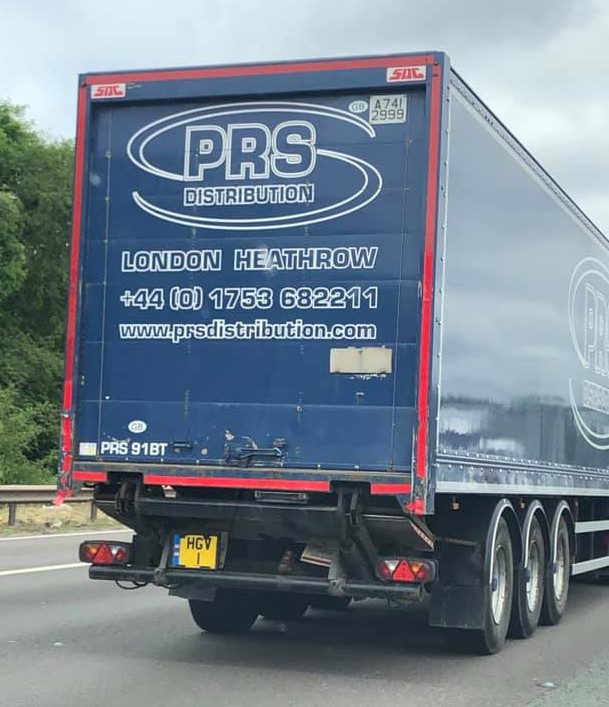 SDC
SDC
GB
A741
2999
PRS
DISTRIBUTION
LONDON HEATHROW
+44 (0) 1753 682211
www.prsdistribution.com
GB
PRS 91BT
HGV
1
PRS